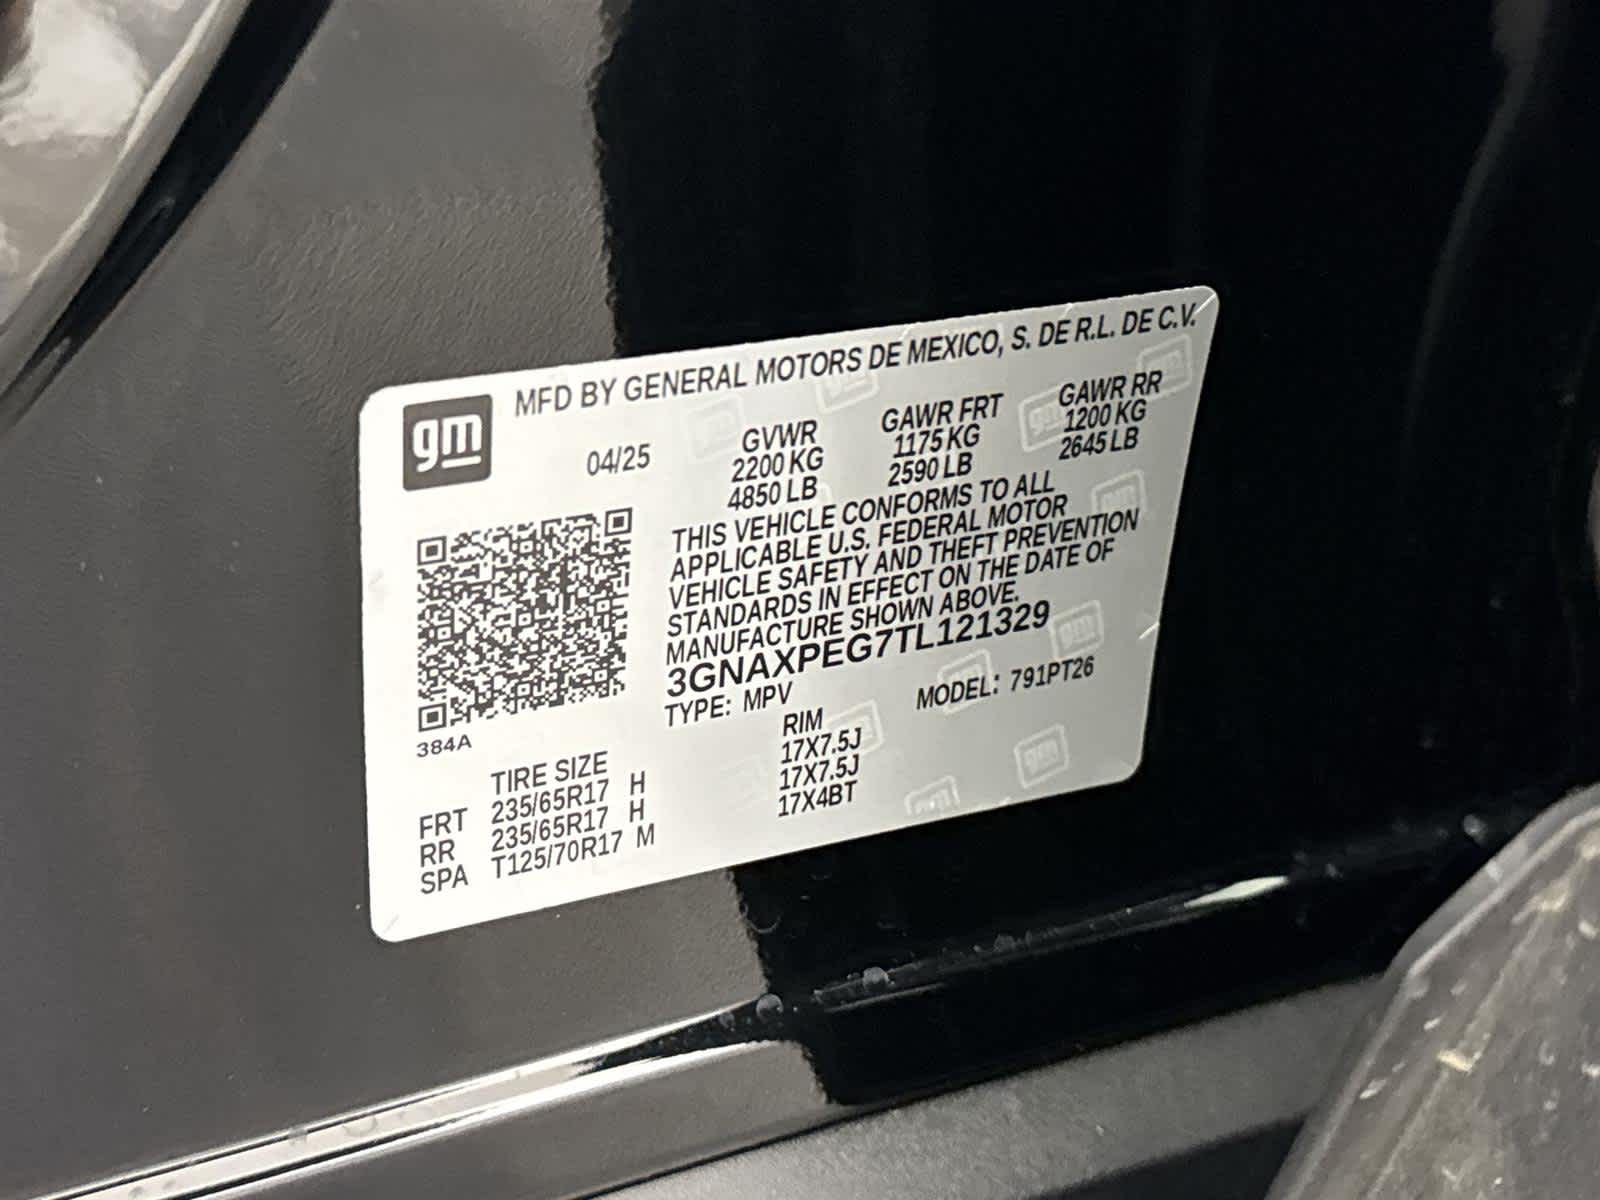 MFD BY GENERAL MOTORS DE MEXICO, S. DE R.L. DE C.V.
gm
04/25
GVWR
2200 KG
4850 LB
GAWR FRT
1175 KG
2590 LB
GAWR RR
1200 KG
2645 LB
THIS VEHICLE CONFORMS TO ALL
APPLICABLE U.S. FEDERAL MOTOR
VEHICLE SAFETY AND THEFT PREVENTION
STANDARDS IN EFFECT ON THE DATE OF
MANUFACTURE SHOWN ABOVE.
3GNAXPEG7TL121329
TYPE: MPV
MODEL: 791PT26
384A
TIRE SIZE RIM
FRT 235/65R17 H 17X7.5J
RR 235/65R17 H 17X7.5J
SPA T125/70R17 M 17X4BT